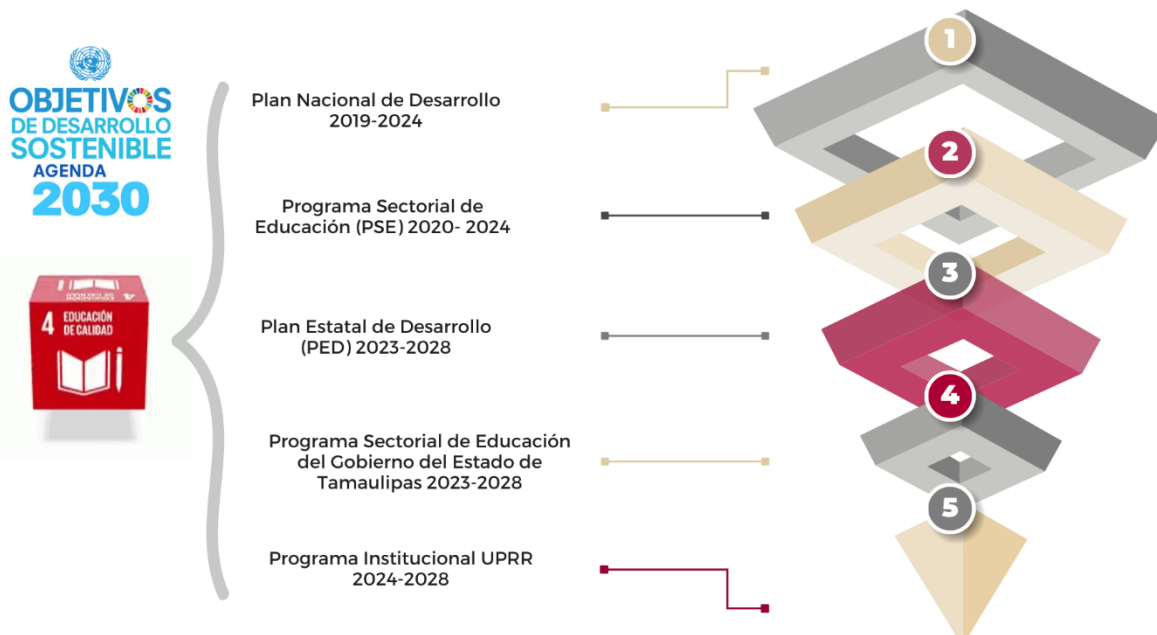 OBJETIVOS
DE DESARROLLO
SOSTENIBLE
AGENDA
2030
4 EDUCACIÓN
DE CALIDAD
Plan Nacional de Desarrollo
2019-2024
Programa Sectorial de
Educación (PSE) 2020- 2024
Plan Estatal de Desarrollo
(PED) 2023-2028
Programa Sectorial de Educación
del Gobierno del Estado de
Tamaulipas 2023-2028
Programa Institucional UPRR
2024-2028
1
2
3
4
5